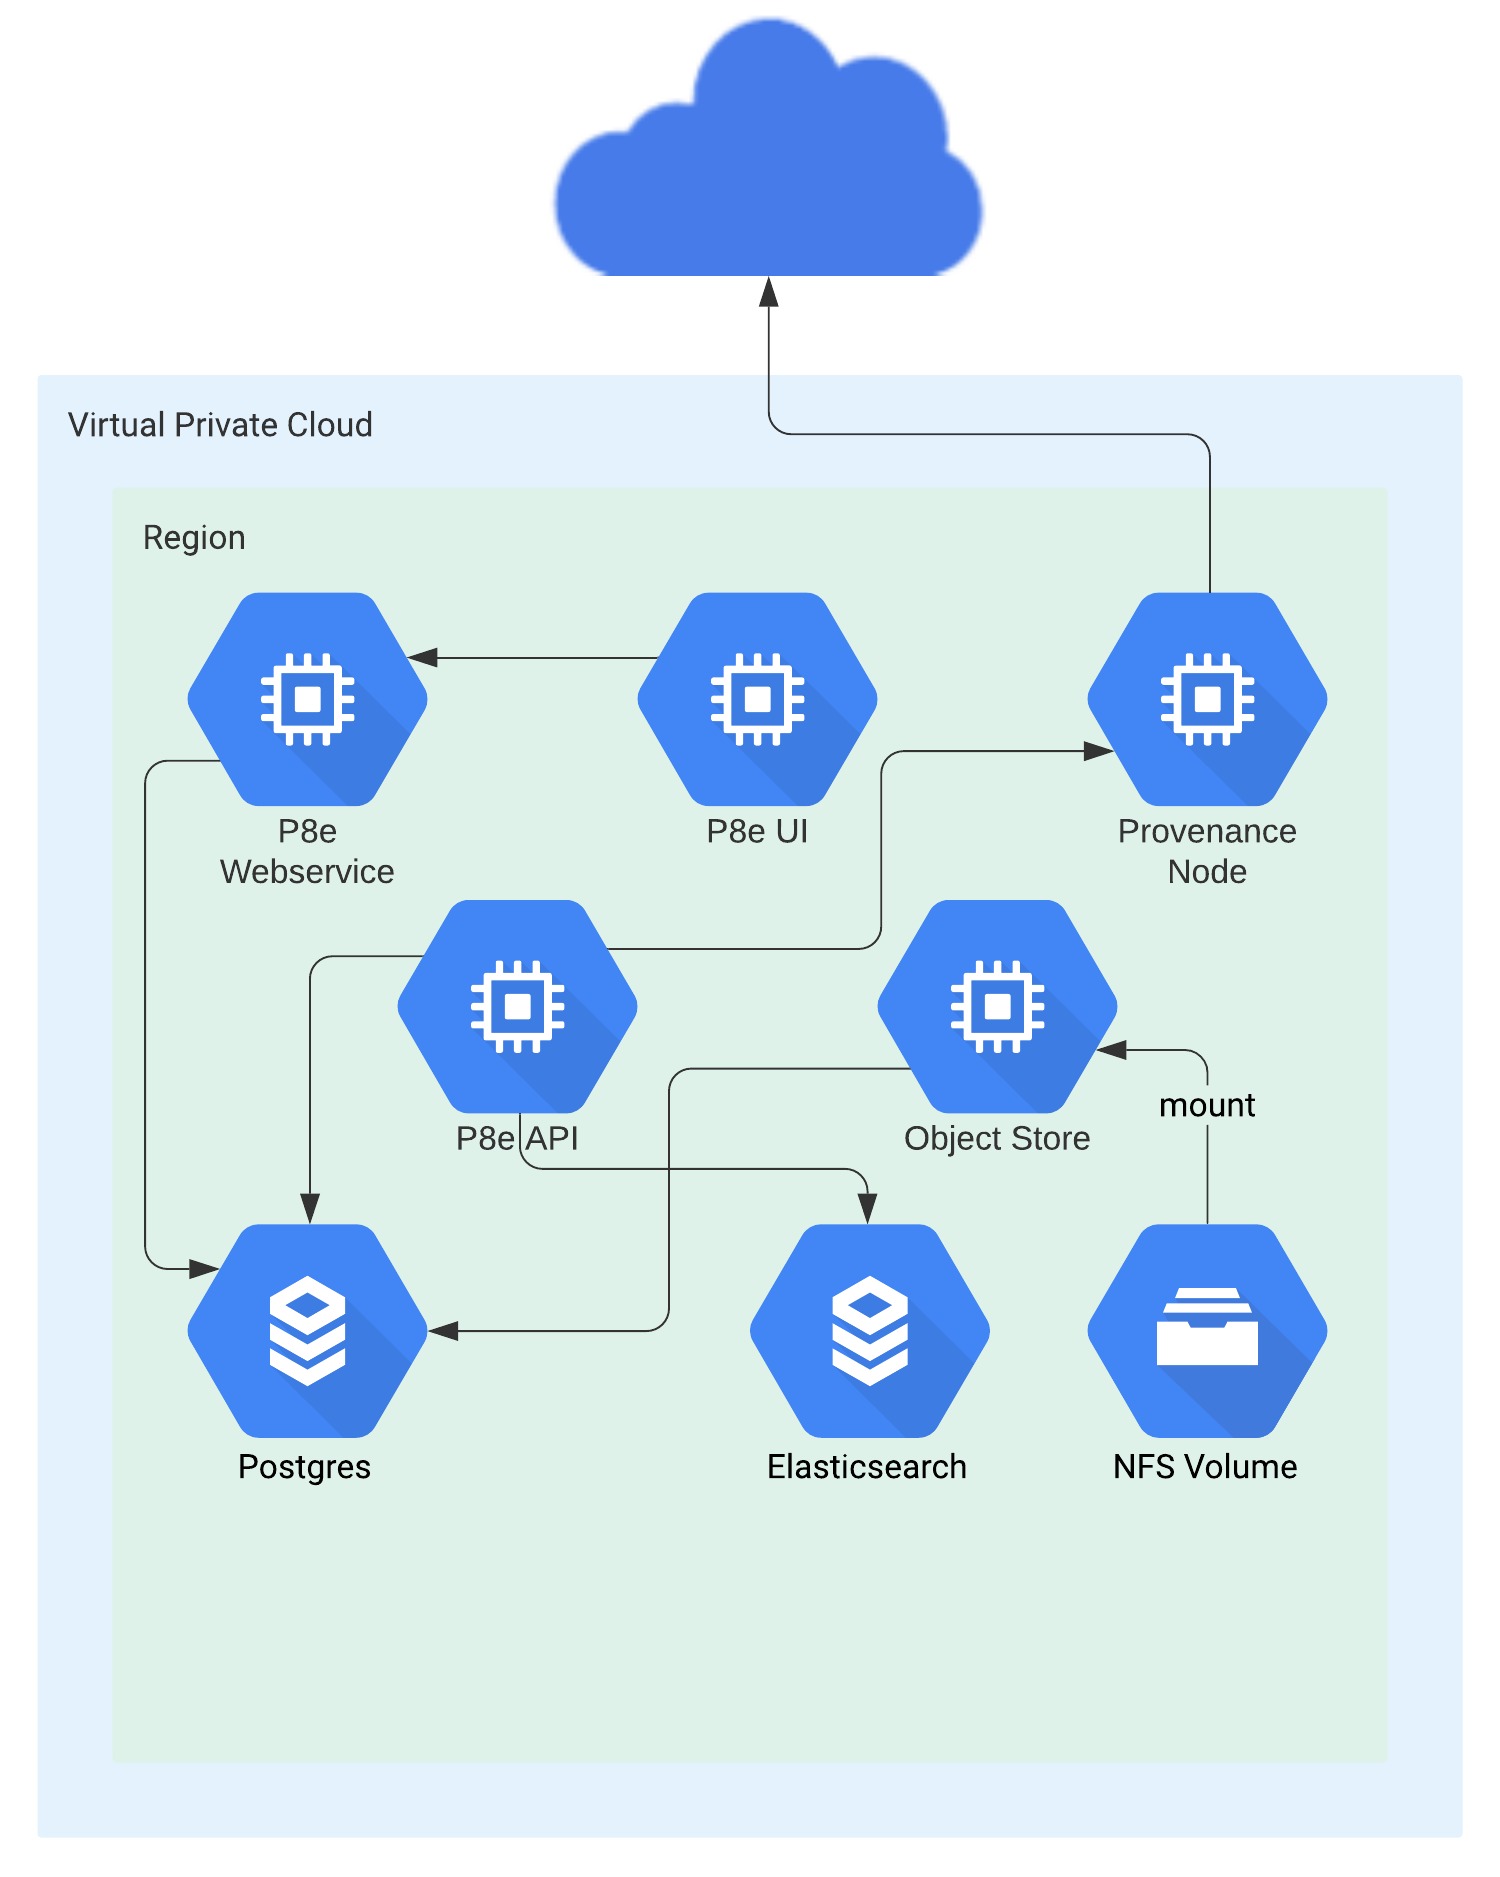 Virtual Private Cloud
Region
P8e
Webservice
P8e UI
Provenance
Node
P8e API
Object Store
mount
Postgres
Elasticsearch
NFS Volume